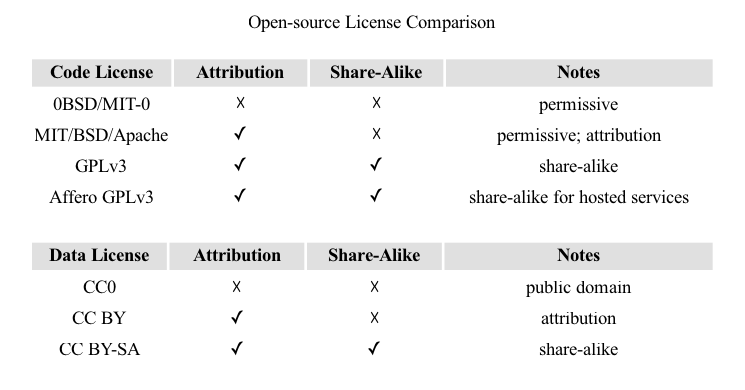 Open-source License Comparison
Code License Attribution Share-Alike Notes
0BSD/MIT-0 ☓ ☓ permissive
MIT/BSD/Apache ✓ ☓ permissive; attribution
GPLv3 ✓ ✓ share-alike
Affero GPLv3 ✓ ✓ share-alike for hosted services
Data License Attribution Share-Alike Notes
CC0 ☓ ☓ public domain
CC BY ✓ ☓ attribution
CC BY-SA ✓ ✓ share-alike